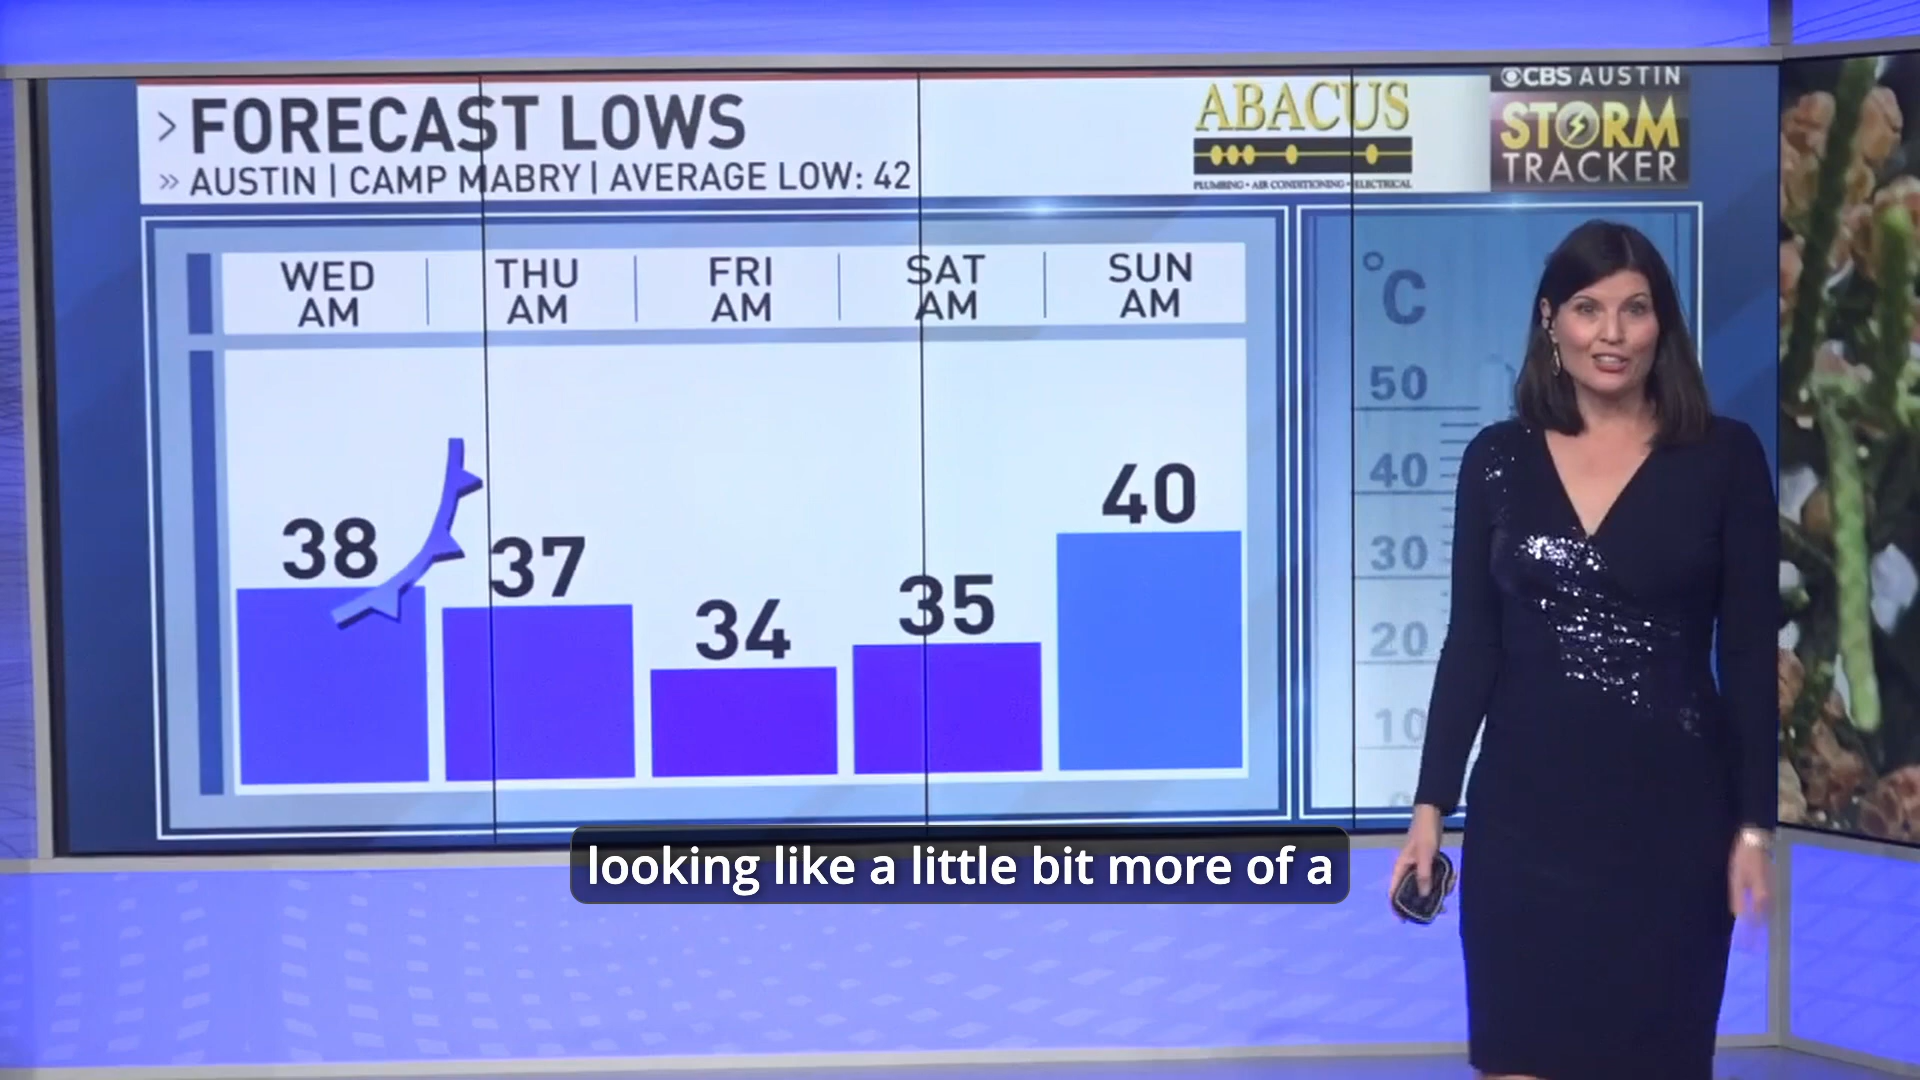 > FORECAST LOWS
» AUSTIN | CAMP MABRY | AVERAGE LOW: 42
ABACUS
PLUMBING • AIR CONDITIONING • ELECTRICAL
CBS AUSTIN
STORM
TRACKER
WED
AM
THU
AM
FRI
AM
SAT
AM
SUN
AM
38
37
34
35
40
°C
50
40
30
20
10
looking like a little bit more of a